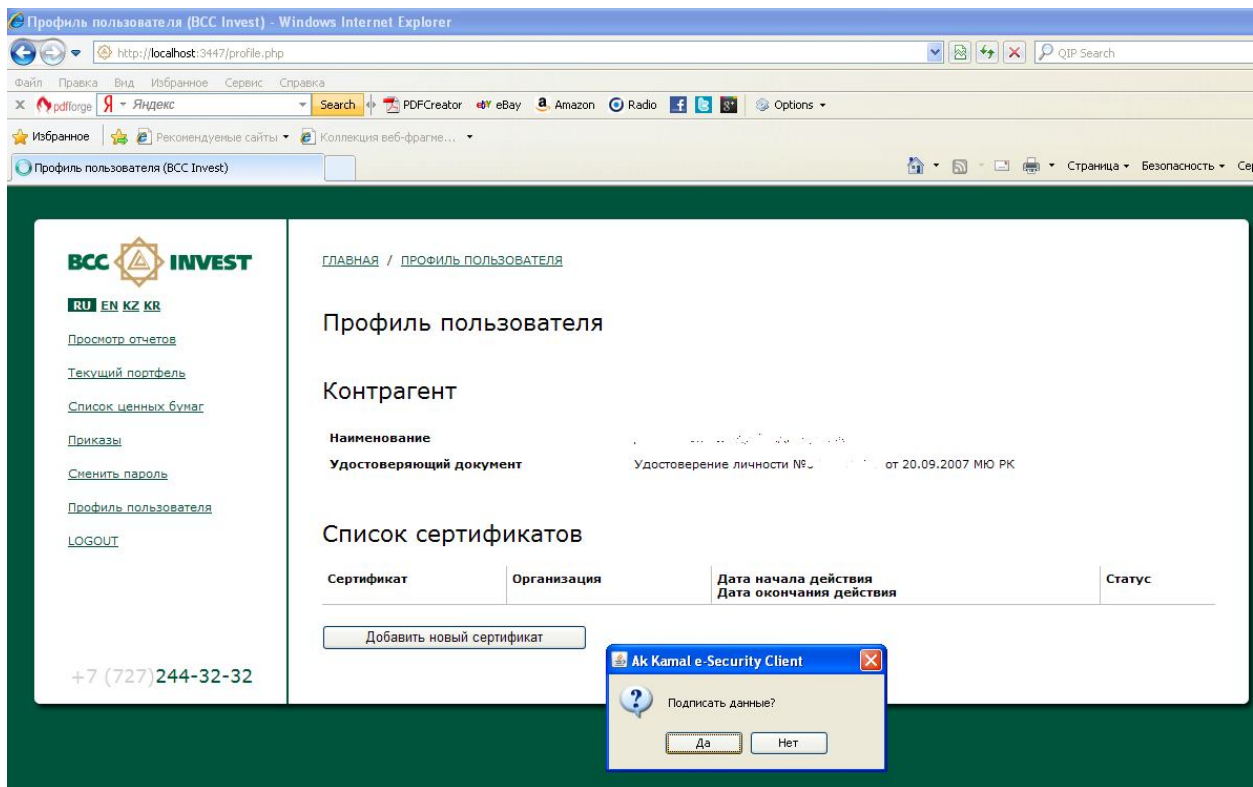 Профиль пользователя (BCC Invest) - Windows Internet Explorer
http://localhost:3447/profile.php
QIP Search
Файл Правка Вид Избранное Сервис Справка
x pdfforge Я Яндекс Search PDFCreator eBay Amazon Radio Options
Избранное Рекомендуемые сайты Коллекция веб-фрагме...
Профиль пользователя (BCC Invest)
Страница Безопасность Сер
BCC INVEST
RU EN KZ KR
Просмотр отчетов
Текущий портфель
Список ценных бумаг
Приказы
Сменить пароль
Профиль пользователя
LOGOUT
+7 (727)244-32-32
ГЛАВНАЯ / ПРОФИЛЬ ПОЛЬЗОВАТЕЛЯ
Профиль пользователя
Контрагент
Наименование
Удостоверяющий документ Удостоверение личности № от 20.09.2007 МЮ РК
Список сертификатов
Сертификат Организация Дата начала действия Статус
Дата окончания действия
Добавить новый сертификат
Ak Kamal e-Security Client
Подписать данные?
Да Нет